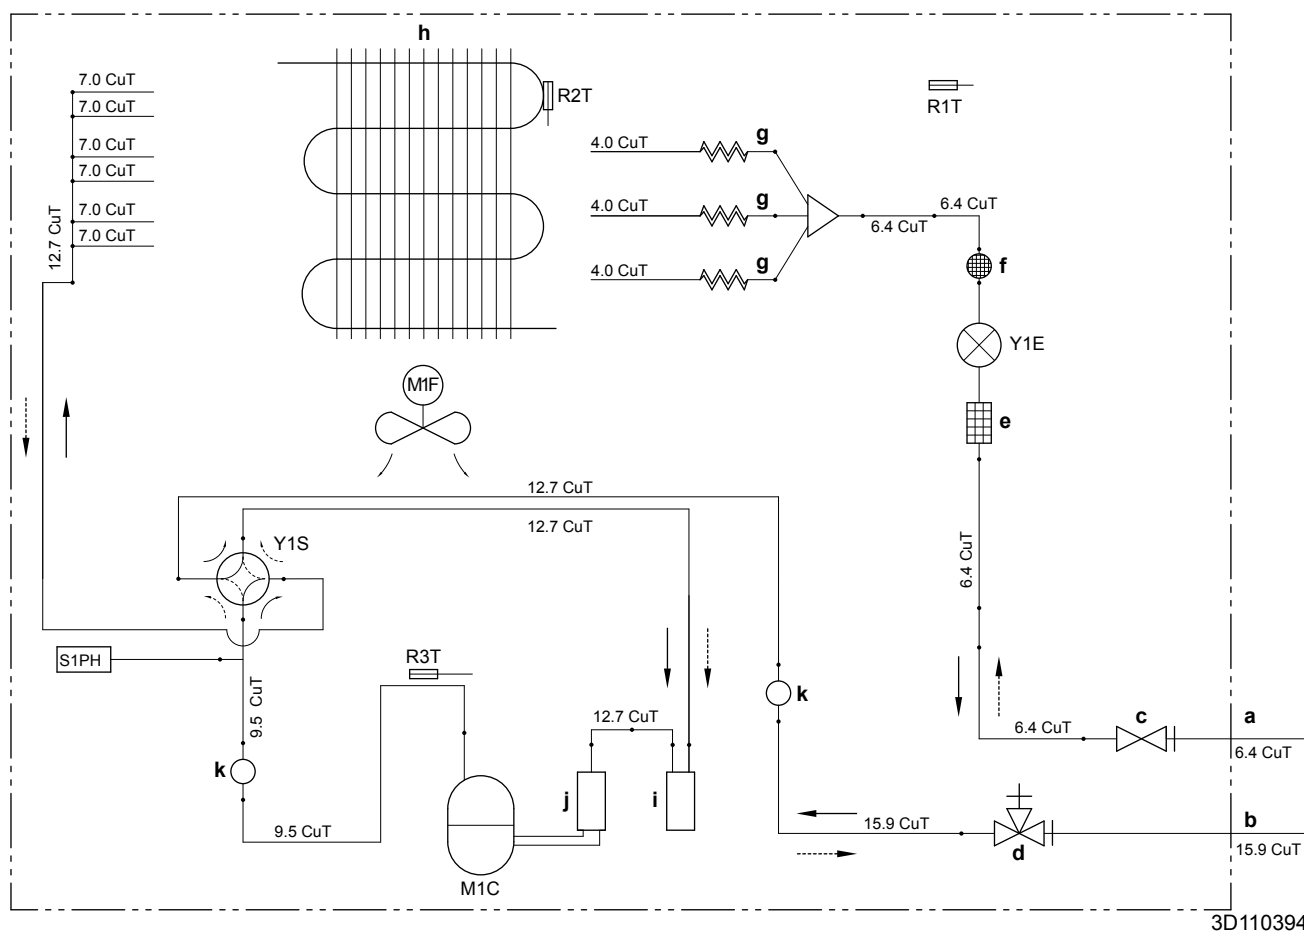 h
7.0 CuT
7.0 CuT
7.0 CuT
7.0 CuT
7.0 CuT
7.0 CuT
12.7 CuT
R2T
R1T
4.0 CuT
g
4.0 CuT
g
4.0 CuT
g
6.4 CuT
6.4 CuT
f
Y1E
e
M1F
12.7 CuT
12.7 CuT
Y1S
6.4 CuT
S1PH
R3T
9.5 CuT
k
12.7 CuT
k
6.4 CuT
c
a
6.4 CuT
k
j
i
9.5 CuT
M1C
15.9 CuT
d
b
15.9 CuT
3D110394